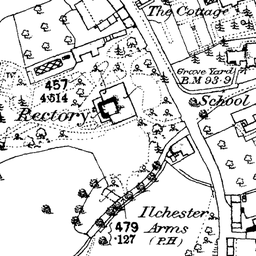 The Cottage
Grave Yard
B.M.93·9
457
4·514
School
Rectory
Ilchester
Arms
(P.H)
479
·127